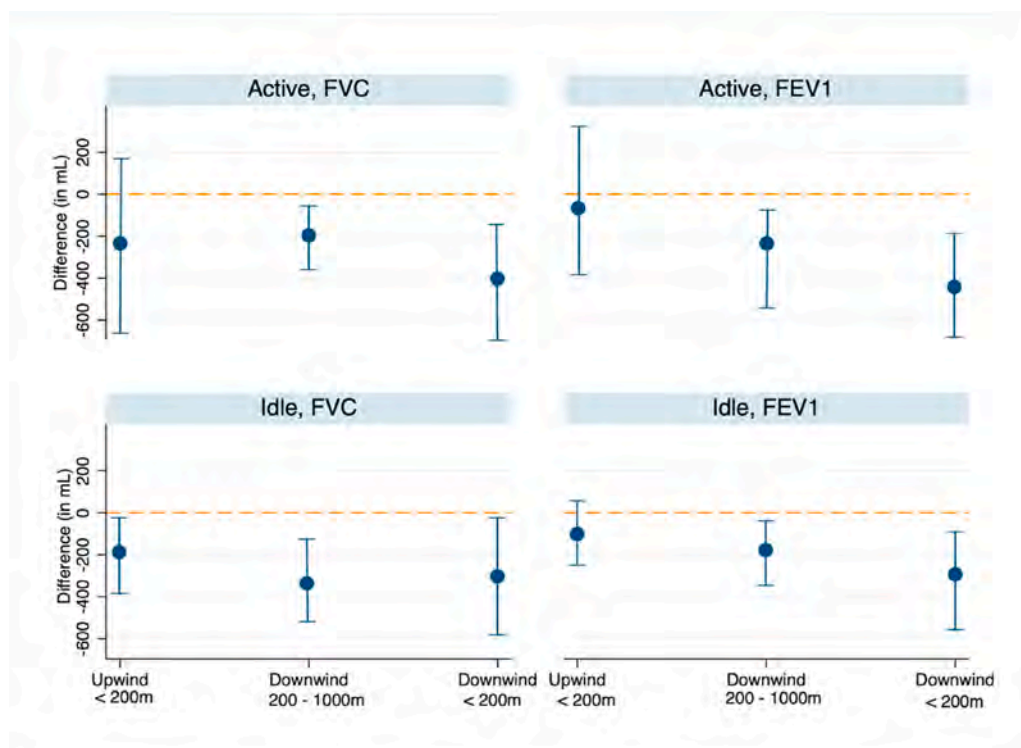 Active, FVC
Active, FEV1
Difference (in mL)
200
0
-200
-400
-600
Idle, FVC
Idle, FEV1
Difference (in mL)
200
0
-200
-400
-600
Upwind
< 200m
Downwind
200 - 1000m
Downwind
< 200m
Upwind
< 200m
Downwind
200 - 1000m
Downwind
< 200m